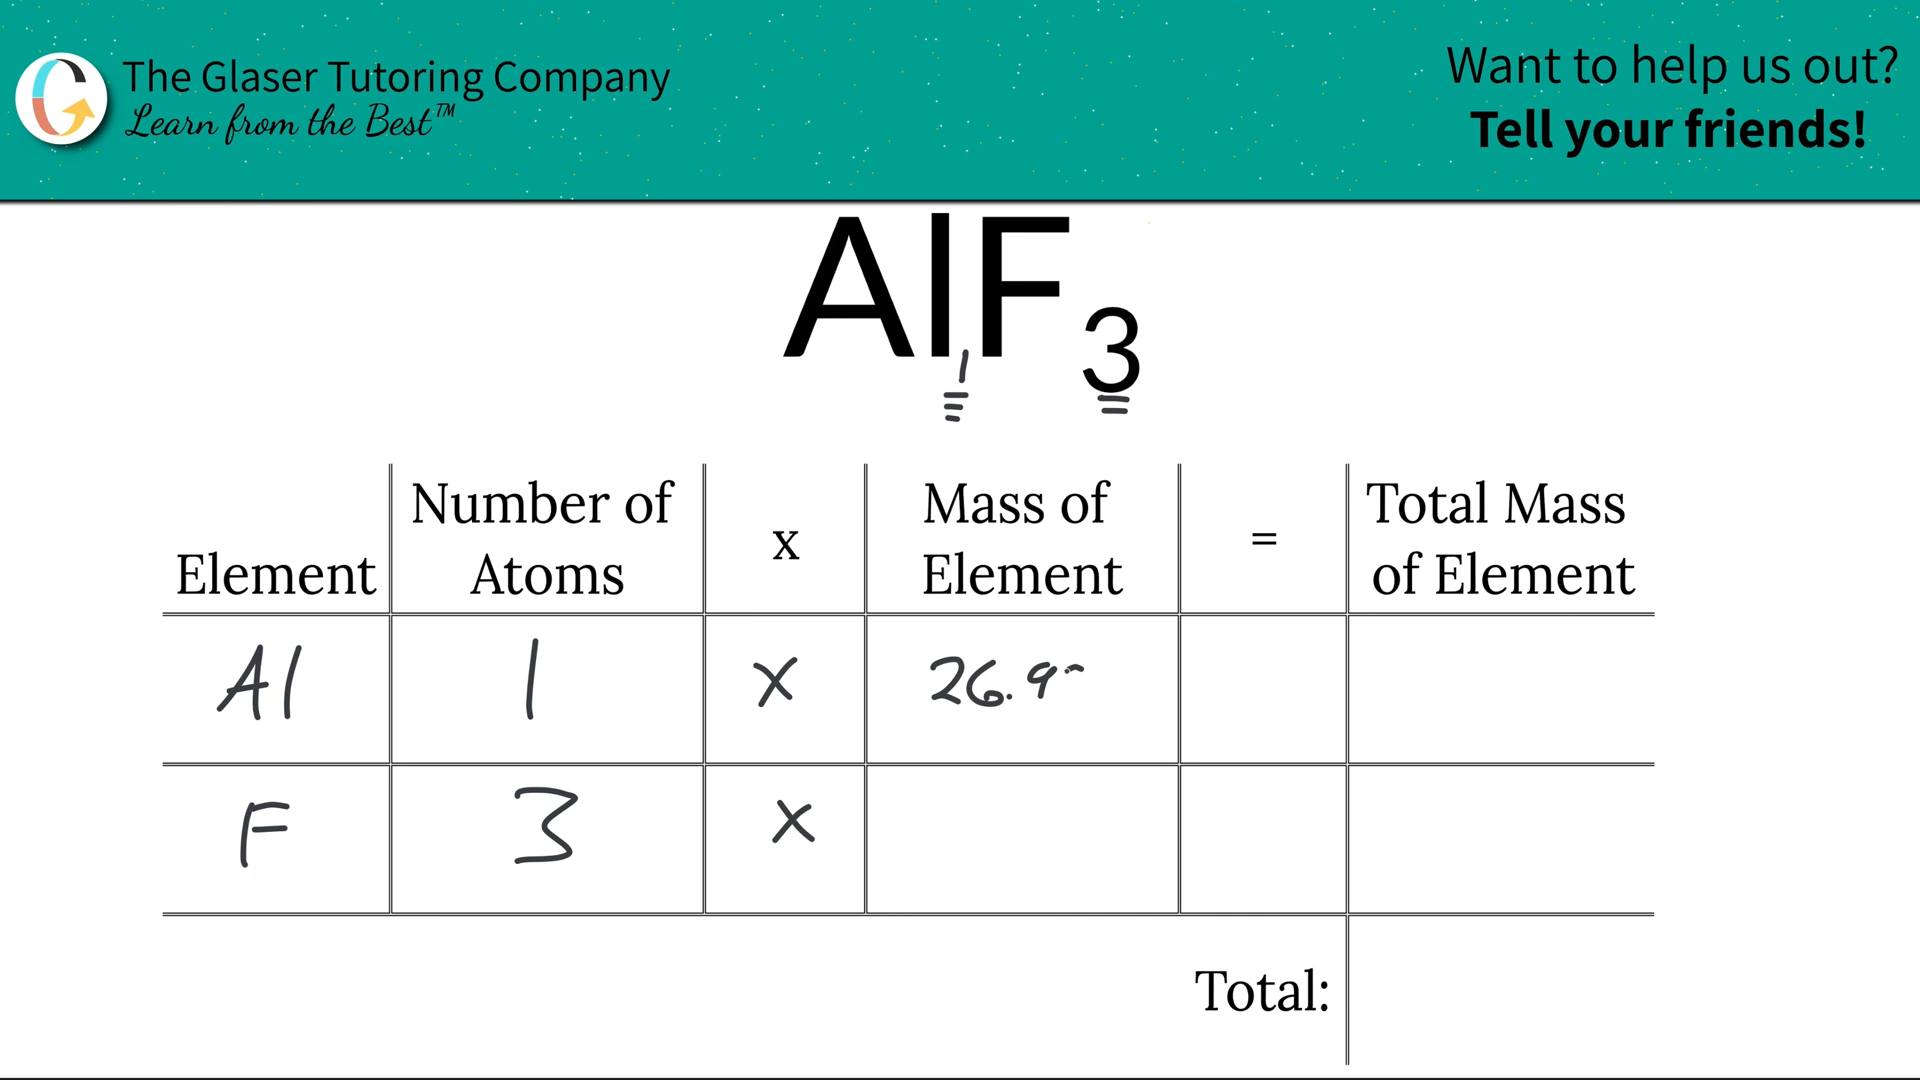 The Glaser Tutoring Company
Learn from the Best™
Want to help us out?
Tell your friends!
AlF3
1
Element
Number of
Atoms
x
Mass of
Element
=
Total Mass
of Element
Al 1 x 26.9
F 3 x
Total: